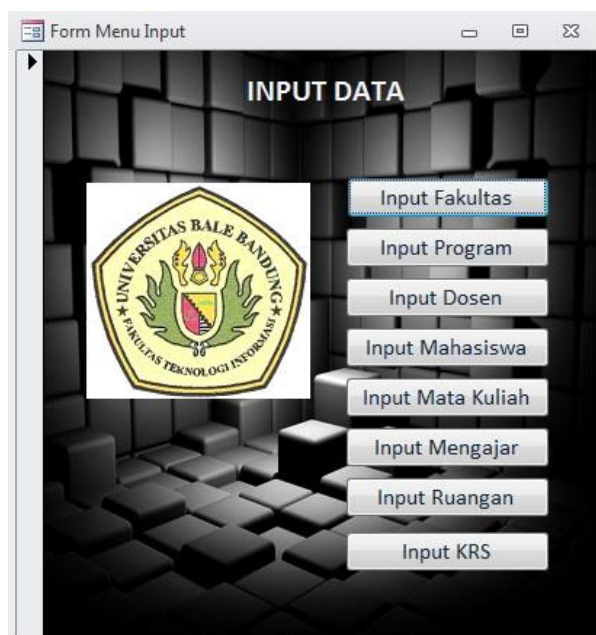 Form Menu Input
INPUT DATA
UNIVERSITAS BALE BANDUNG
FAKULTAS TEKNOLOGI INFORMASI
Input Fakultas
Input Program
Input Dosen
Input Mahasiswa
Input Mata Kuliah
Input Mengajar
Input Ruangan
Input KRS